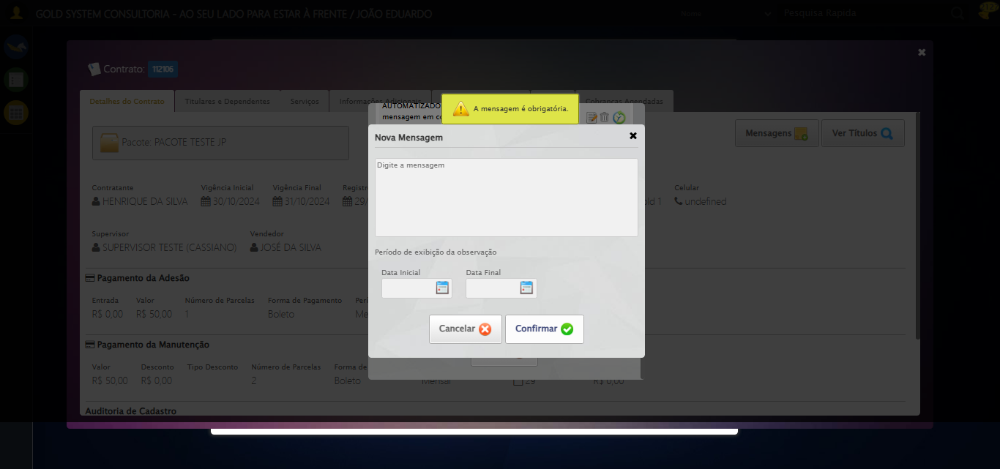 GOLD SYSTEM CONSULTORIA - AO SEU LADO PARA ESTAR À FRENTE / JOÃO EDUARDO
Nome
Pesquisa Rapida
Contrato: 112106
Detalhes do Contrato
Titulares e Dependentes
Serviços
Informações Adicionais
Cobranças Agendadas
AUTOMATIZADO
mensagem em co
A mensagem é obrigatória.
Pacote: PACOTE TESTE JP
Mensagens
Ver Títulos
Nova Mensagem
Digite a mensagem
Período de exibição da observação
Data Inicial
Data Final
Cancelar
Confirmar
Contratante
Vigência Inicial
Vigência Final
Registr
Celular
HENRIQUE DA SILVA
30/10/2024
31/10/2024
29/
old 1
undefined
Supervisor
Vendedor
SUPERVISOR TESTE (CASSIANO)
JOSÉ DA SILVA
Pagamento da Adesão
Entrada
Valor
Número de Parcelas
Forma de Pagamento
Peri
R$ 0,00
R$ 50,00
1
Boleto
Me
Pagamento da Manutenção
Valor
Desconto
Tipo Desconto
Número de Parcelas
Forma de
R$ 50,00
R$ 0,00
2
Boleto
Mensal
29
R$ 0,00
Auditoria de Cadastro